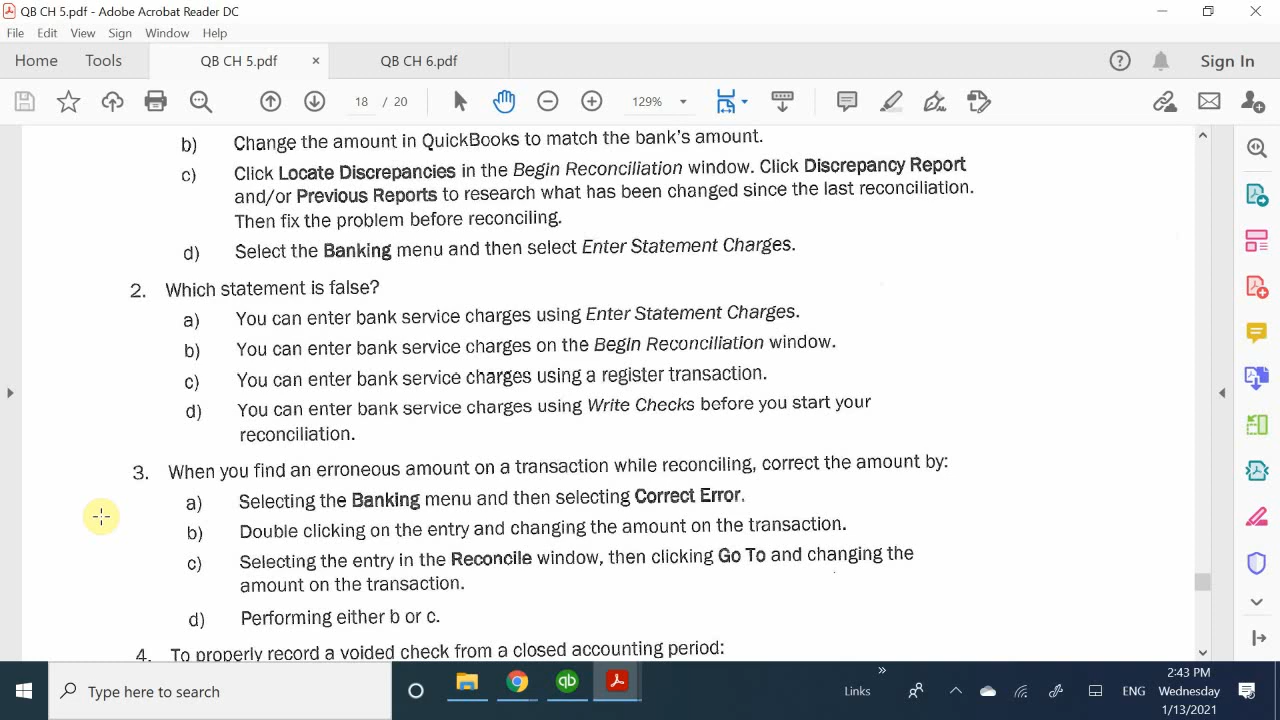 QB CH 5.pdf - Adobe Acrobat Reader DC
File Edit View Sign Window Help
Home Tools QB CH 5.pdf × QB CH 6.pdf Sign In
18 / 20 129%
b) Change the amount in QuickBooks to match the bank's amount.
c) Click Locate Discrepancies in the Begin Reconciliation window. Click Discrepancy Report
and/or Previous Reports to research what has been changed since the last reconciliation.
Then fix the problem before reconciling.
d) Select the Banking menu and then select Enter Statement Charges.
2. Which statement is false?
a) You can enter bank service charges using Enter Statement Charges.
b) You can enter bank service charges on the Begin Reconciliation window.
c) You can enter bank service charges using a register transaction.
d) You can enter bank service charges using Write Checks before you start your
reconciliation.
3. When you find an erroneous amount on a transaction while reconciling, correct the amount by:
a) Selecting the Banking menu and then selecting Correct Error.
b) Double clicking on the entry and changing the amount on the transaction.
c) Selecting the entry in the Reconcile window, then clicking Go To and changing the
amount on the transaction.
d) Performing either b or c.
4. To properly record a voided check from a closed accounting period:
Type here to search
qb
Links
ENG
2:43 PM
Wednesday
1/13/2021